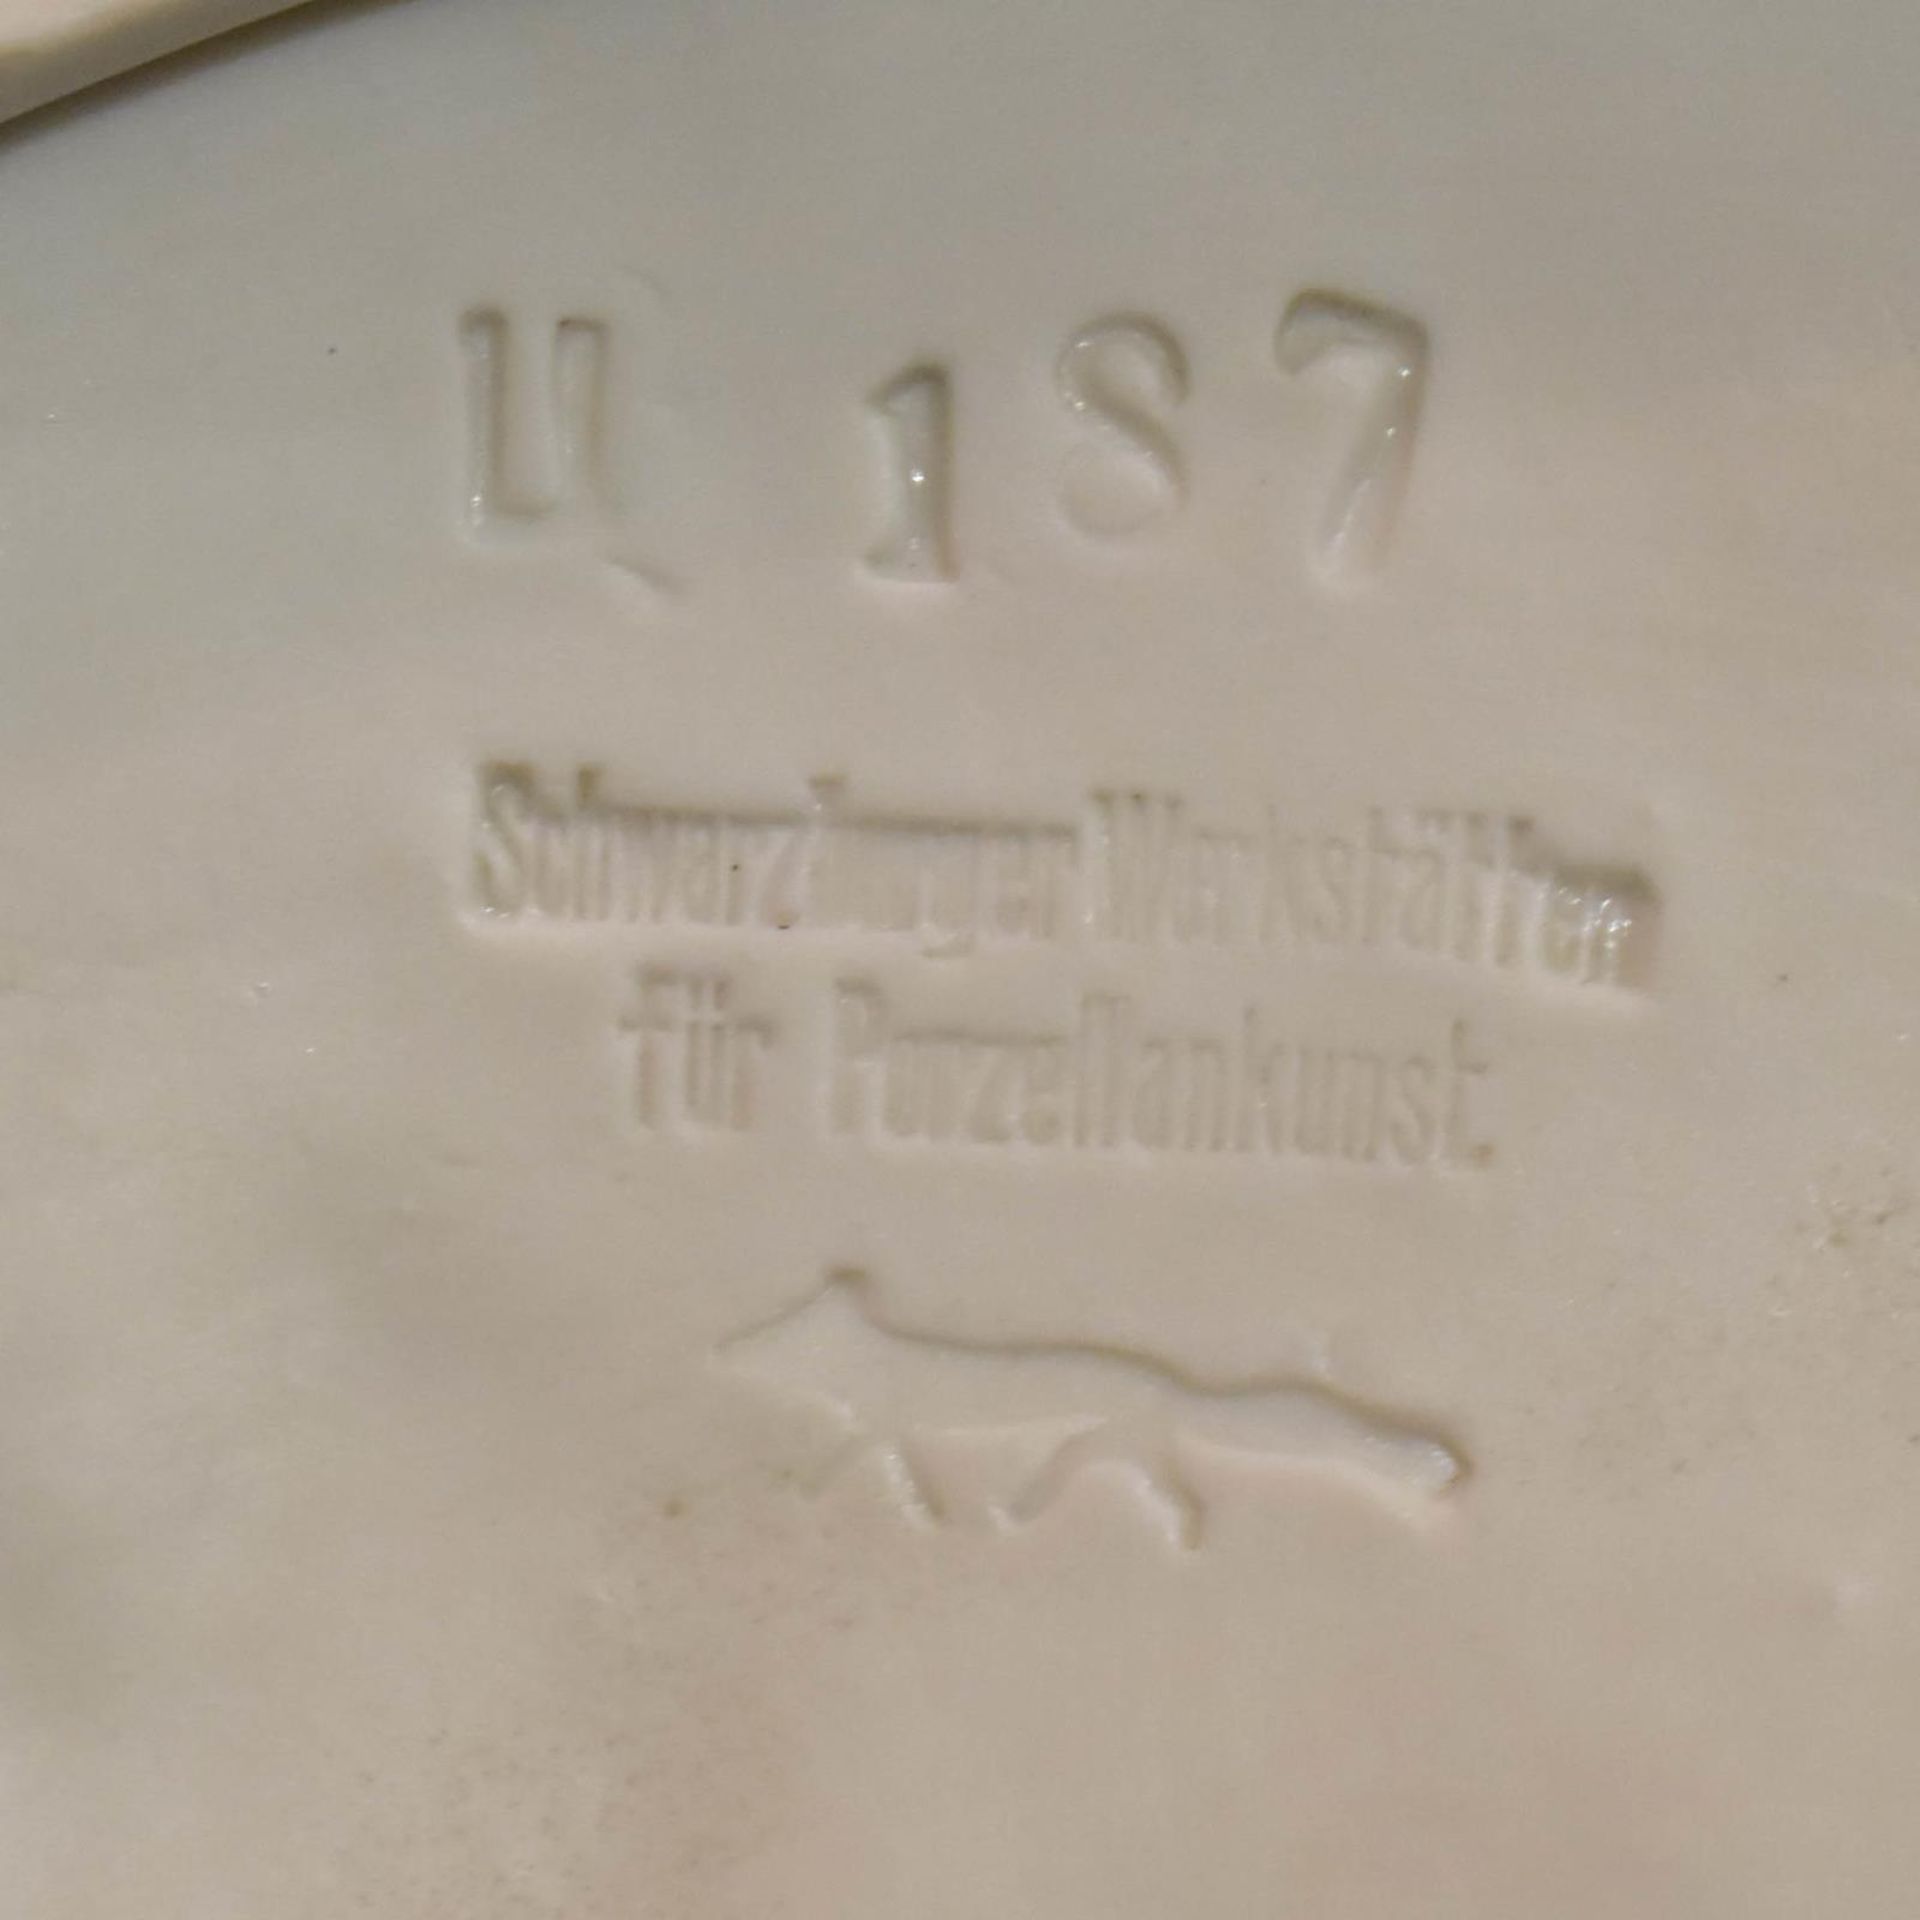 U 187
Schwarzburger Werkstätten
für Porzellankunst.